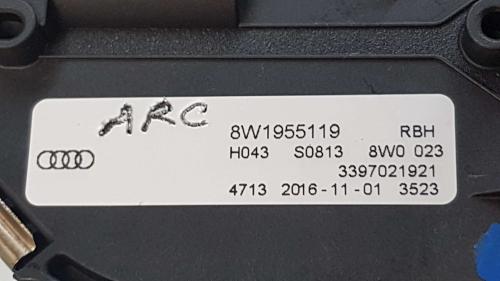 ARC
8W1955119 RBH
H043 S0813 8W0 023
3397021921
4713 2016-11-01 3523